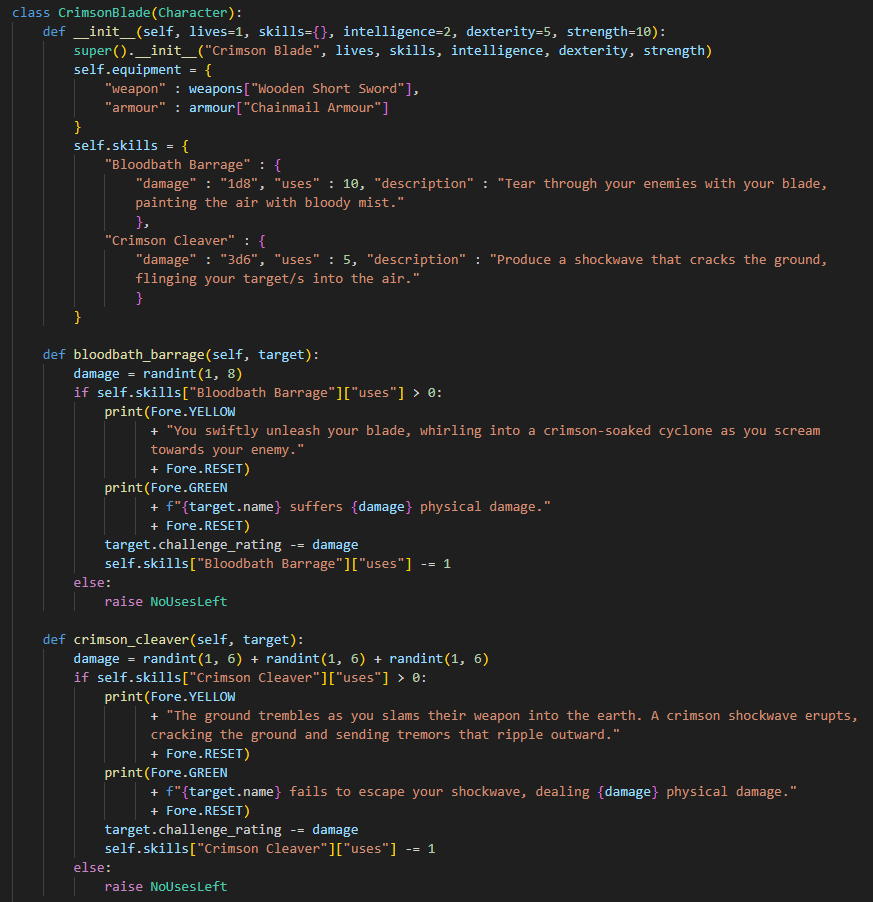 class CrimsonBlade(Character):
    def __init__(self, lives=1, skills={}, intelligence=2, dexterity=5, strength=10):
        super().__init__("Crimson Blade", lives, skills, intelligence, dexterity, strength)
        self.equipment = {
            "weapon" : weapons["Wooden Short Sword"],
            "armour" : armour["Chainmail Armour"]
        }
        self.skills = {
            "Bloodbath Barrage" : {
                "damage" : "1d8", "uses" : 10, "description" : "Tear through your enemies with your blade,
                painting the air with bloody mist."
                },
            "Crimson Cleaver" : {
                "damage" : "3d6", "uses" : 5, "description" : "Produce a shockwave that cracks the ground,
                flinging your target/s into the air."
                }
        }

    def bloodbath_barrage(self, target):
        damage = randint(1, 8)
        if self.skills["Bloodbath Barrage"]["uses"] > 0:
            print(Fore.YELLOW
                  + "You swiftly unleash your blade, whirling into a crimson-soaked cyclone as you scream
                  towards your enemy."
                  + Fore.RESET)
            print(Fore.GREEN
                  + f"{target.name} suffers {damage} physical damage."
                  + Fore.RESET)
            target.challenge_rating -= damage
            self.skills["Bloodbath Barrage"]["uses"] -= 1
        else:
            raise NoUsesLeft

    def crimson_cleaver(self, target):
        damage = randint(1, 6) + randint(1, 6) + randint(1, 6)
        if self.skills["Crimson Cleaver"]["uses"] > 0:
            print(Fore.YELLOW
                  + "The ground trembles as you slams their weapon into the earth. A crimson shockwave erupts,
                  cracking the ground and sending tremors that ripple outward."
                  + Fore.RESET)
            print(Fore.GREEN
                  + f"{target.name} fails to escape your shockwave, dealing {damage} physical damage."
                  + Fore.RESET)
            target.challenge_rating -= damage
            self.skills["Crimson Cleaver"]["uses"] -= 1
        else:
            raise NoUsesLeft